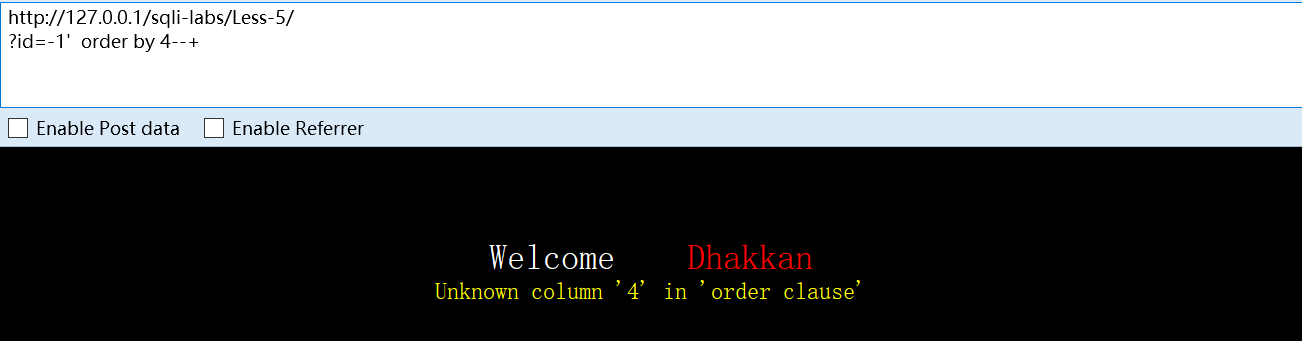 http://127.0.0.1/sqli-labs/Less-5/
?id=-1'  order by 4--+
Enable Post data
Enable Referrer
Welcome    Dhakkan
Unknown column '4' in 'order clause'